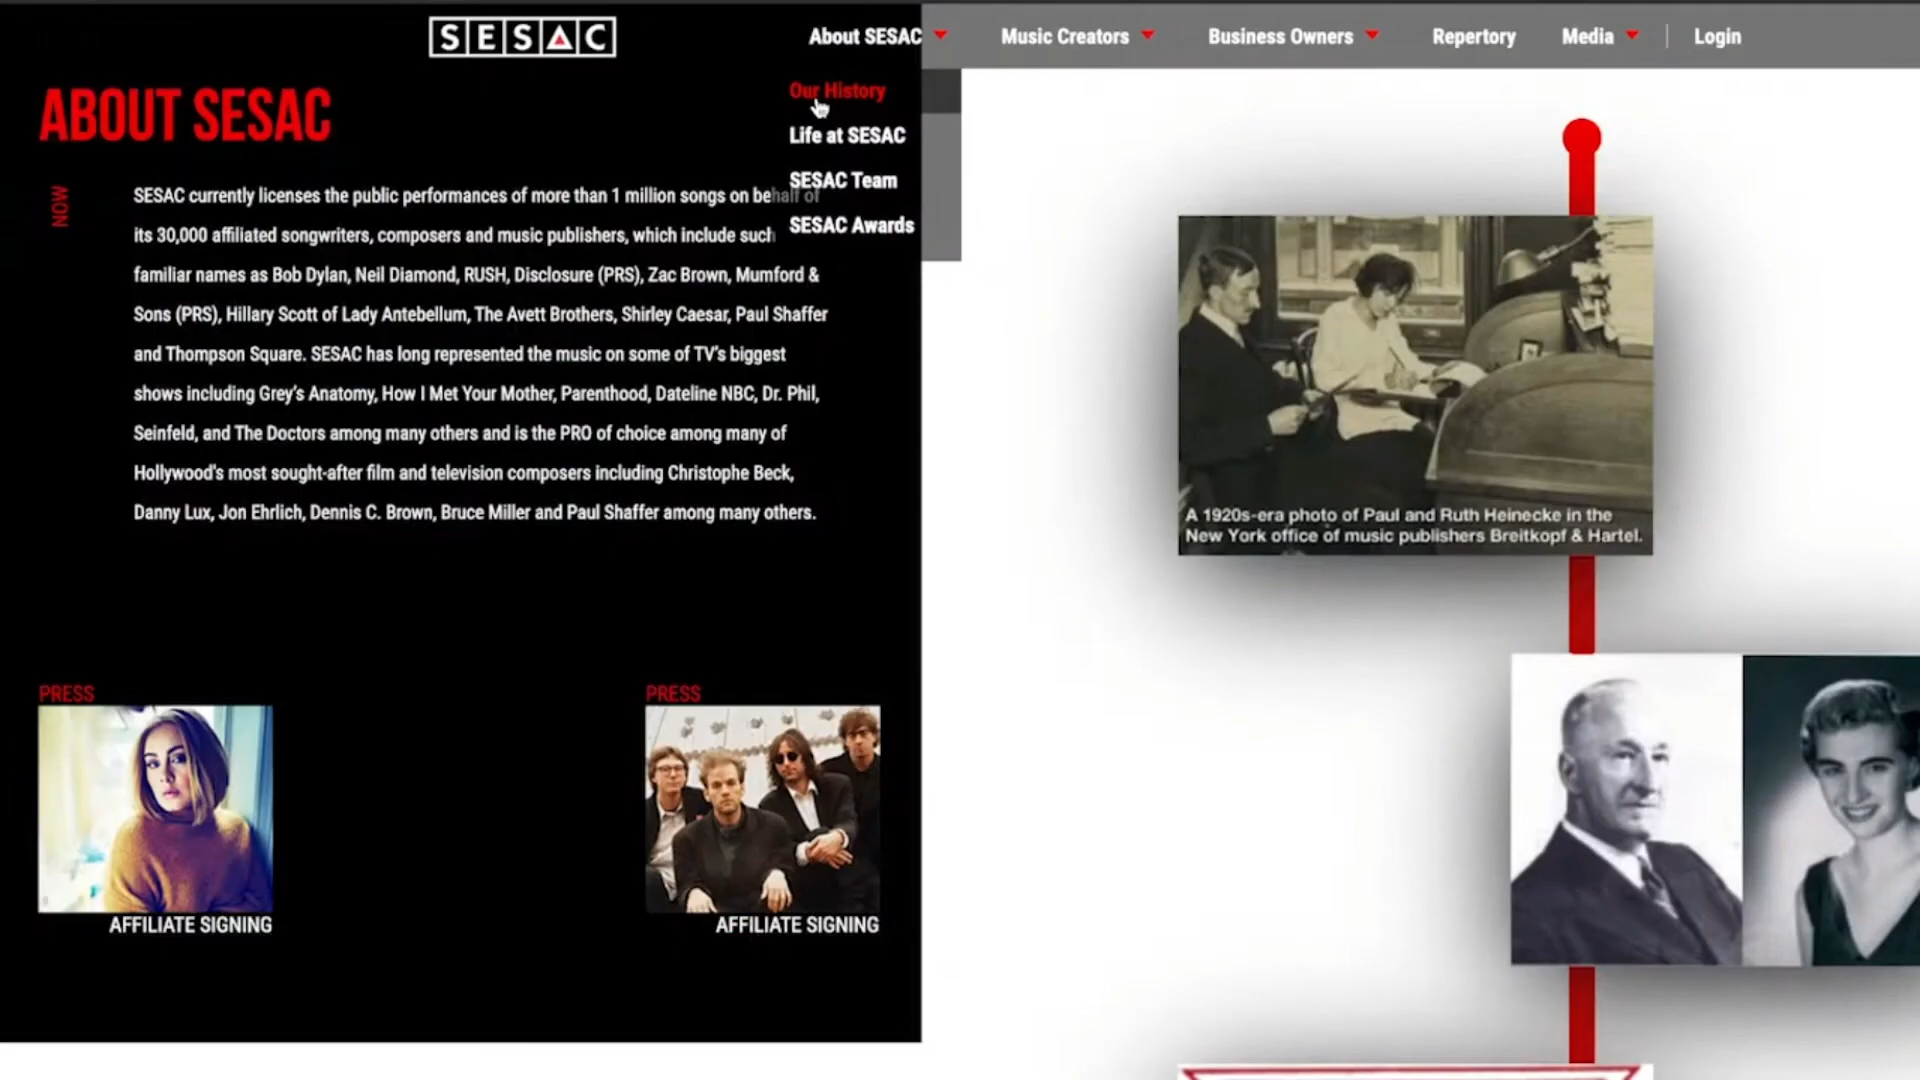 SESAC
About SESAC
Music Creators
Business Owners
Repertory
Media
Login
Our History
Life at SESAC
SESAC Team
SESAC Awards
ABOUT SESAC
NOW
SESAC currently licenses the public performances of more than 1 million songs on behalf of
its 30,000 affiliated songwriters, composers and music publishers, which include such
familiar names as Bob Dylan, Neil Diamond, RUSH, Disclosure (PRS), Zac Brown, Mumford &
Sons (PRS), Hillary Scott of Lady Antebellum, The Avett Brothers, Shirley Caesar, Paul Shaffer
and Thompson Square. SESAC has long represented the music on some of TV's biggest
shows including Grey's Anatomy, How I Met Your Mother, Parenthood, Dateline NBC, Dr. Phil,
Seinfeld, and The Doctors among many others and is the PRO of choice among many of
Hollywood's most sought-after film and television composers including Christophe Beck,
Danny Lux, Jon Ehrlich, Dennis C. Brown, Bruce Miller and Paul Shaffer among many others.
PRESS
AFFILIATE SIGNING
PRESS
AFFILIATE SIGNING
A 1920s-era photo of Paul and Ruth Heinecke in the
New York office of music publishers Breitkopf & Hartel.